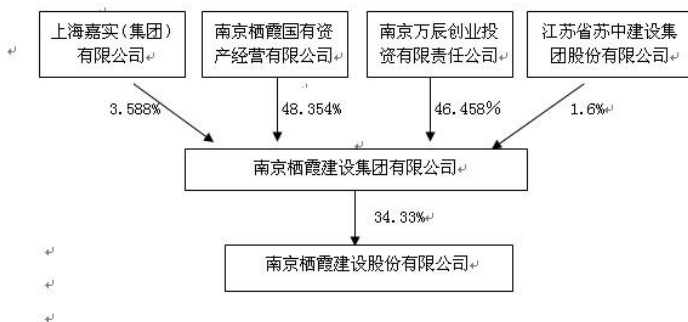 上海嘉实(集团)
有限公司
南京栖霞国有资
产经营有限公司
南京万辰创业投
资有限责任公司
江苏省苏中建设集
团股份有限公司
3.588%
48.354%
46.458%
1.6%
南京栖霞建设集团有限公司
34.33%
南京栖霞建设股份有限公司